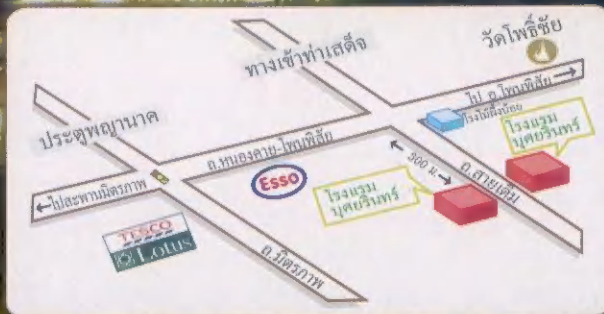 วัดโพธิ์ชัย
ทางเข้าท่าเสด็จ
ไป อ.โพนพิสัย
โรงไม้ผึ้งน้อย
ประตูพญานาค
ถ.หนองคาย-โพนพิสัย
โรงแรม
บุศยรินทร์
300 ม.
ถ.สายเดิม
Esso
โรงแรม
บุศยรินทร์
ไปสะพานมิตรภาพ
TESCO
Lotus
ถ.มิตรภาพ